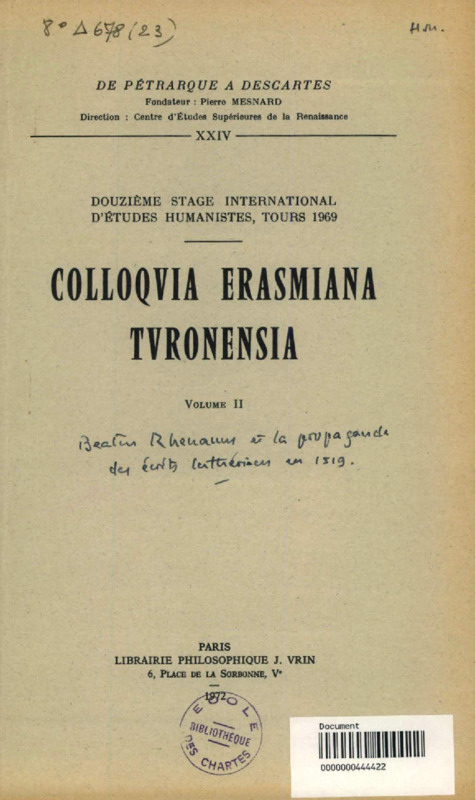 8° Δ 678 (23)
H.M.
DE PÉTRARQUE A DESCARTES
Fondateur : Pierre MESNARD
Direction : Centre d'Études Supérieures de la Renaissance
XXIV
DOUZIÈME STAGE INTERNATIONAL
D'ÉTUDES HUMANISTES, TOURS 1969
COLLOQVIA ERASMIANA
TVRONENSIA
VOLUME II
Beatus Rhenanus et la propagande
des écrits luthériens en 1519.
PARIS
LIBRAIRIE PHILOSOPHIQUE J. VRIN
6, PLACE DE LA SORBONNE, Vᵉ
1972
ECOLE
BIBLIOTHÈQUE
DES CHARTES
Document
0000000444422